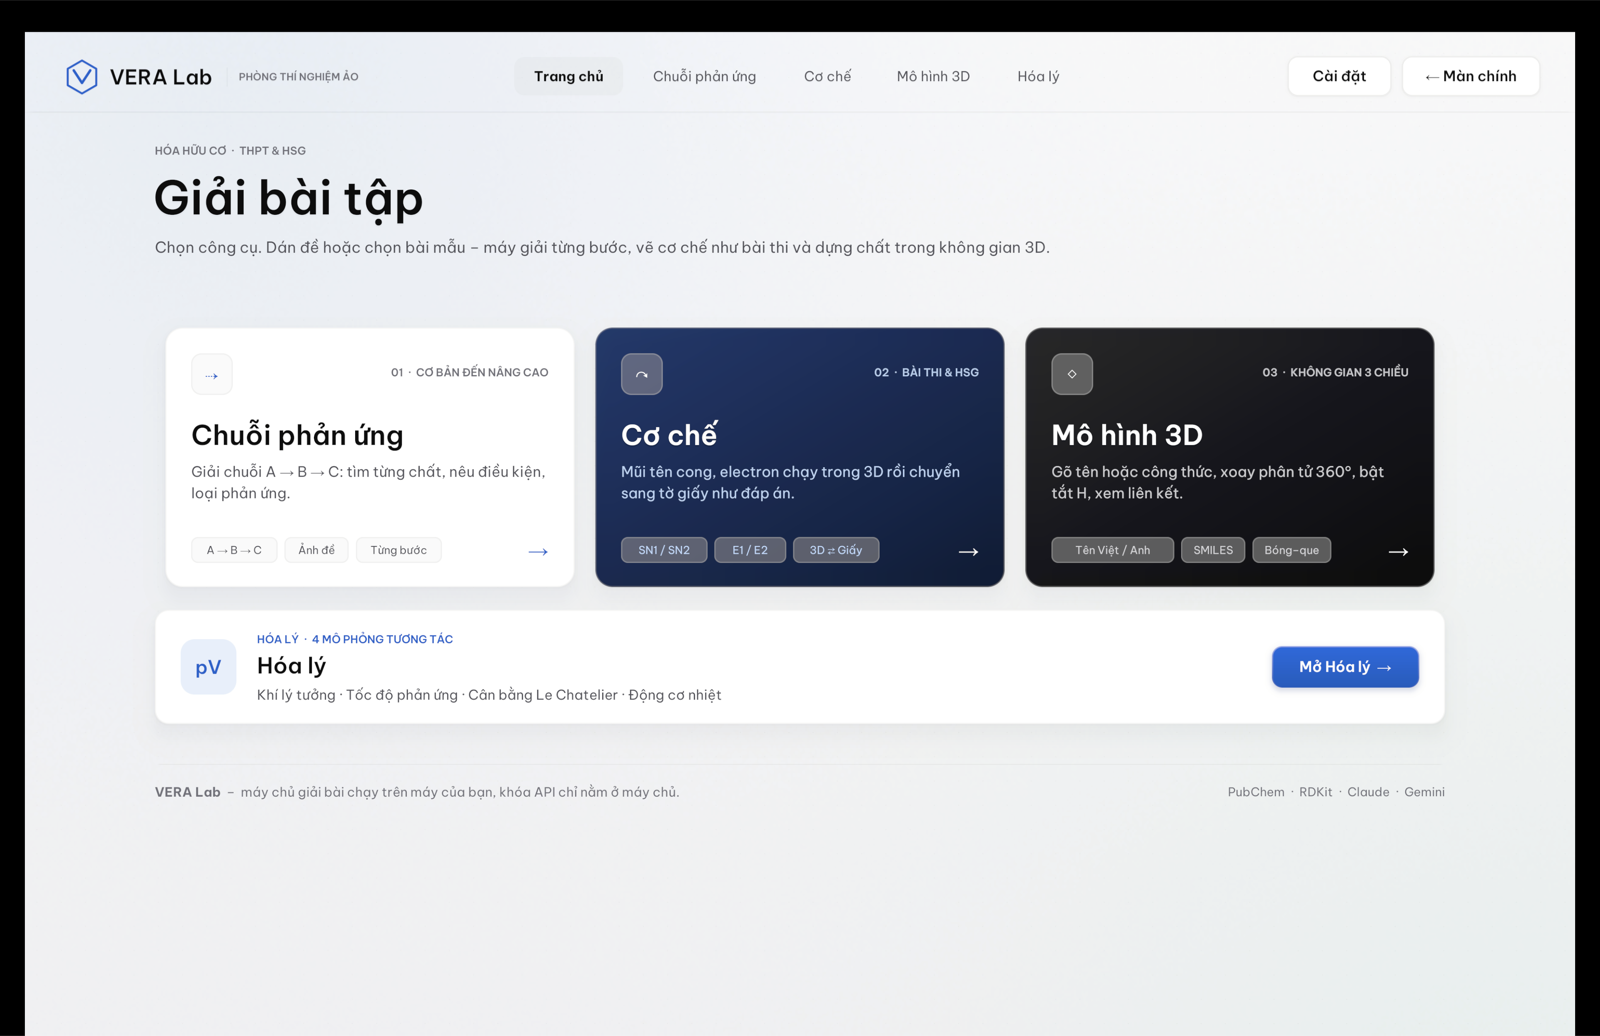 VERA Lab
PHÒNG THÍ NGHIỆM ẢO
Trang chủ
Chuỗi phản ứng
Cơ chế
Mô hình 3D
Hóa lý
Cài đặt
← Màn chính
HÓA HỮU CƠ · THPT & HSG
Giải bài tập
Chọn công cụ. Dán đề hoặc chọn bài mẫu – máy giải từng bước, vẽ cơ chế như bài thi và dựng chất trong không gian 3D.
01 · CƠ BẢN ĐẾN NÂNG CAO
Chuỗi phản ứng
Giải chuỗi A → B → C: tìm từng chất, nêu điều kiện,
loại phản ứng.
A → B → C
Ảnh đề
Từng bước
→
02 · BÀI THI & HSG
Cơ chế
Mũi tên cong, electron chạy trong 3D rồi chuyển
sang tờ giấy như đáp án.
SN1 / SN2
E1 / E2
3D ⇄ Giấy
→
03 · KHÔNG GIAN 3 CHIỀU
Mô hình 3D
Gõ tên hoặc công thức, xoay phân tử 360°, bật
tắt H, xem liên kết.
Tên Việt / Anh
SMILES
Bóng-que
→
pV
HÓA LÝ · 4 MÔ PHỎNG TƯƠNG TÁC
Hóa lý
Khí lý tưởng · Tốc độ phản ứng · Cân bằng Le Chatelier · Động cơ nhiệt
Mở Hóa lý →
VERA Lab – máy chủ giải bài chạy trên máy của bạn, khóa API chỉ nằm ở máy chủ.
PubChem · RDKit · Claude · Gemini